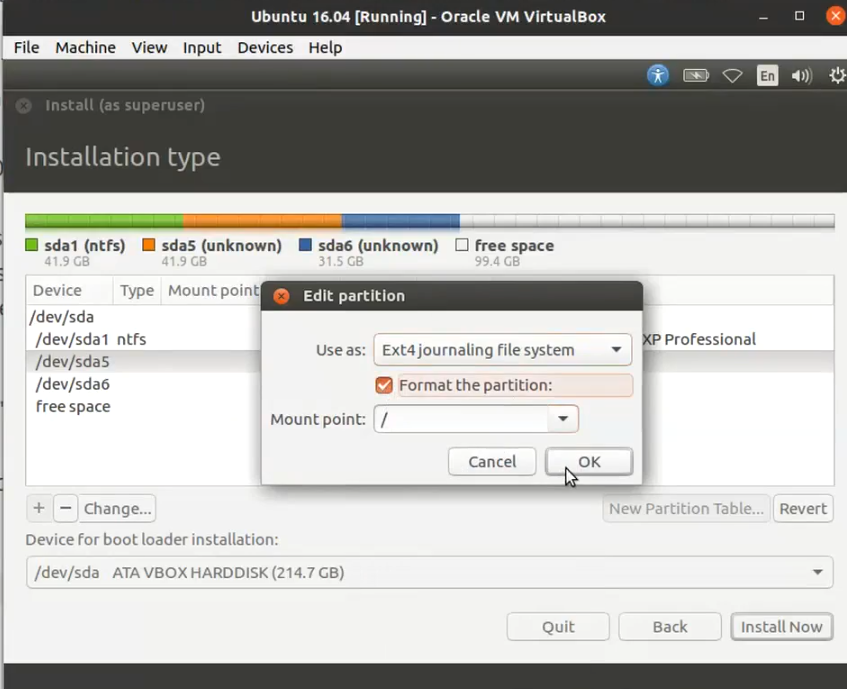 Ubuntu 16.04 [Running] - Oracle VM VirtualBox
File Machine View Input Devices Help
En
Install (as superuser)
Installation type
sda1 (ntfs) sda5 (unknown) sda6 (unknown) free space
41.9 GB 41.9 GB 31.5 GB 99.4 GB
Device Type Mount point
Edit partition
/dev/sda
/dev/sda1 ntfs XP Professional
/dev/sda5
/dev/sda6
free space
Use as: Ext4 journaling file system
Format the partition:
Mount point: /
Cancel OK
+ − Change... New Partition Table... Revert
Device for boot loader installation:
/dev/sda ATA VBOX HARDDISK (214.7 GB)
Quit Back Install Now